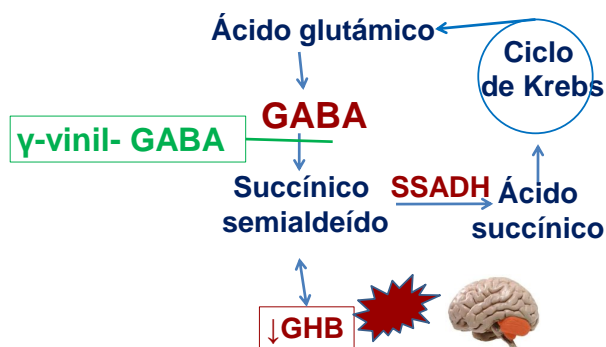 Ácido glutámico
Ciclo
de Krebs
GABA
γ-vinil- GABA
Succínico
semialdeído
SSADH
Ácido
succínico
↓GHB